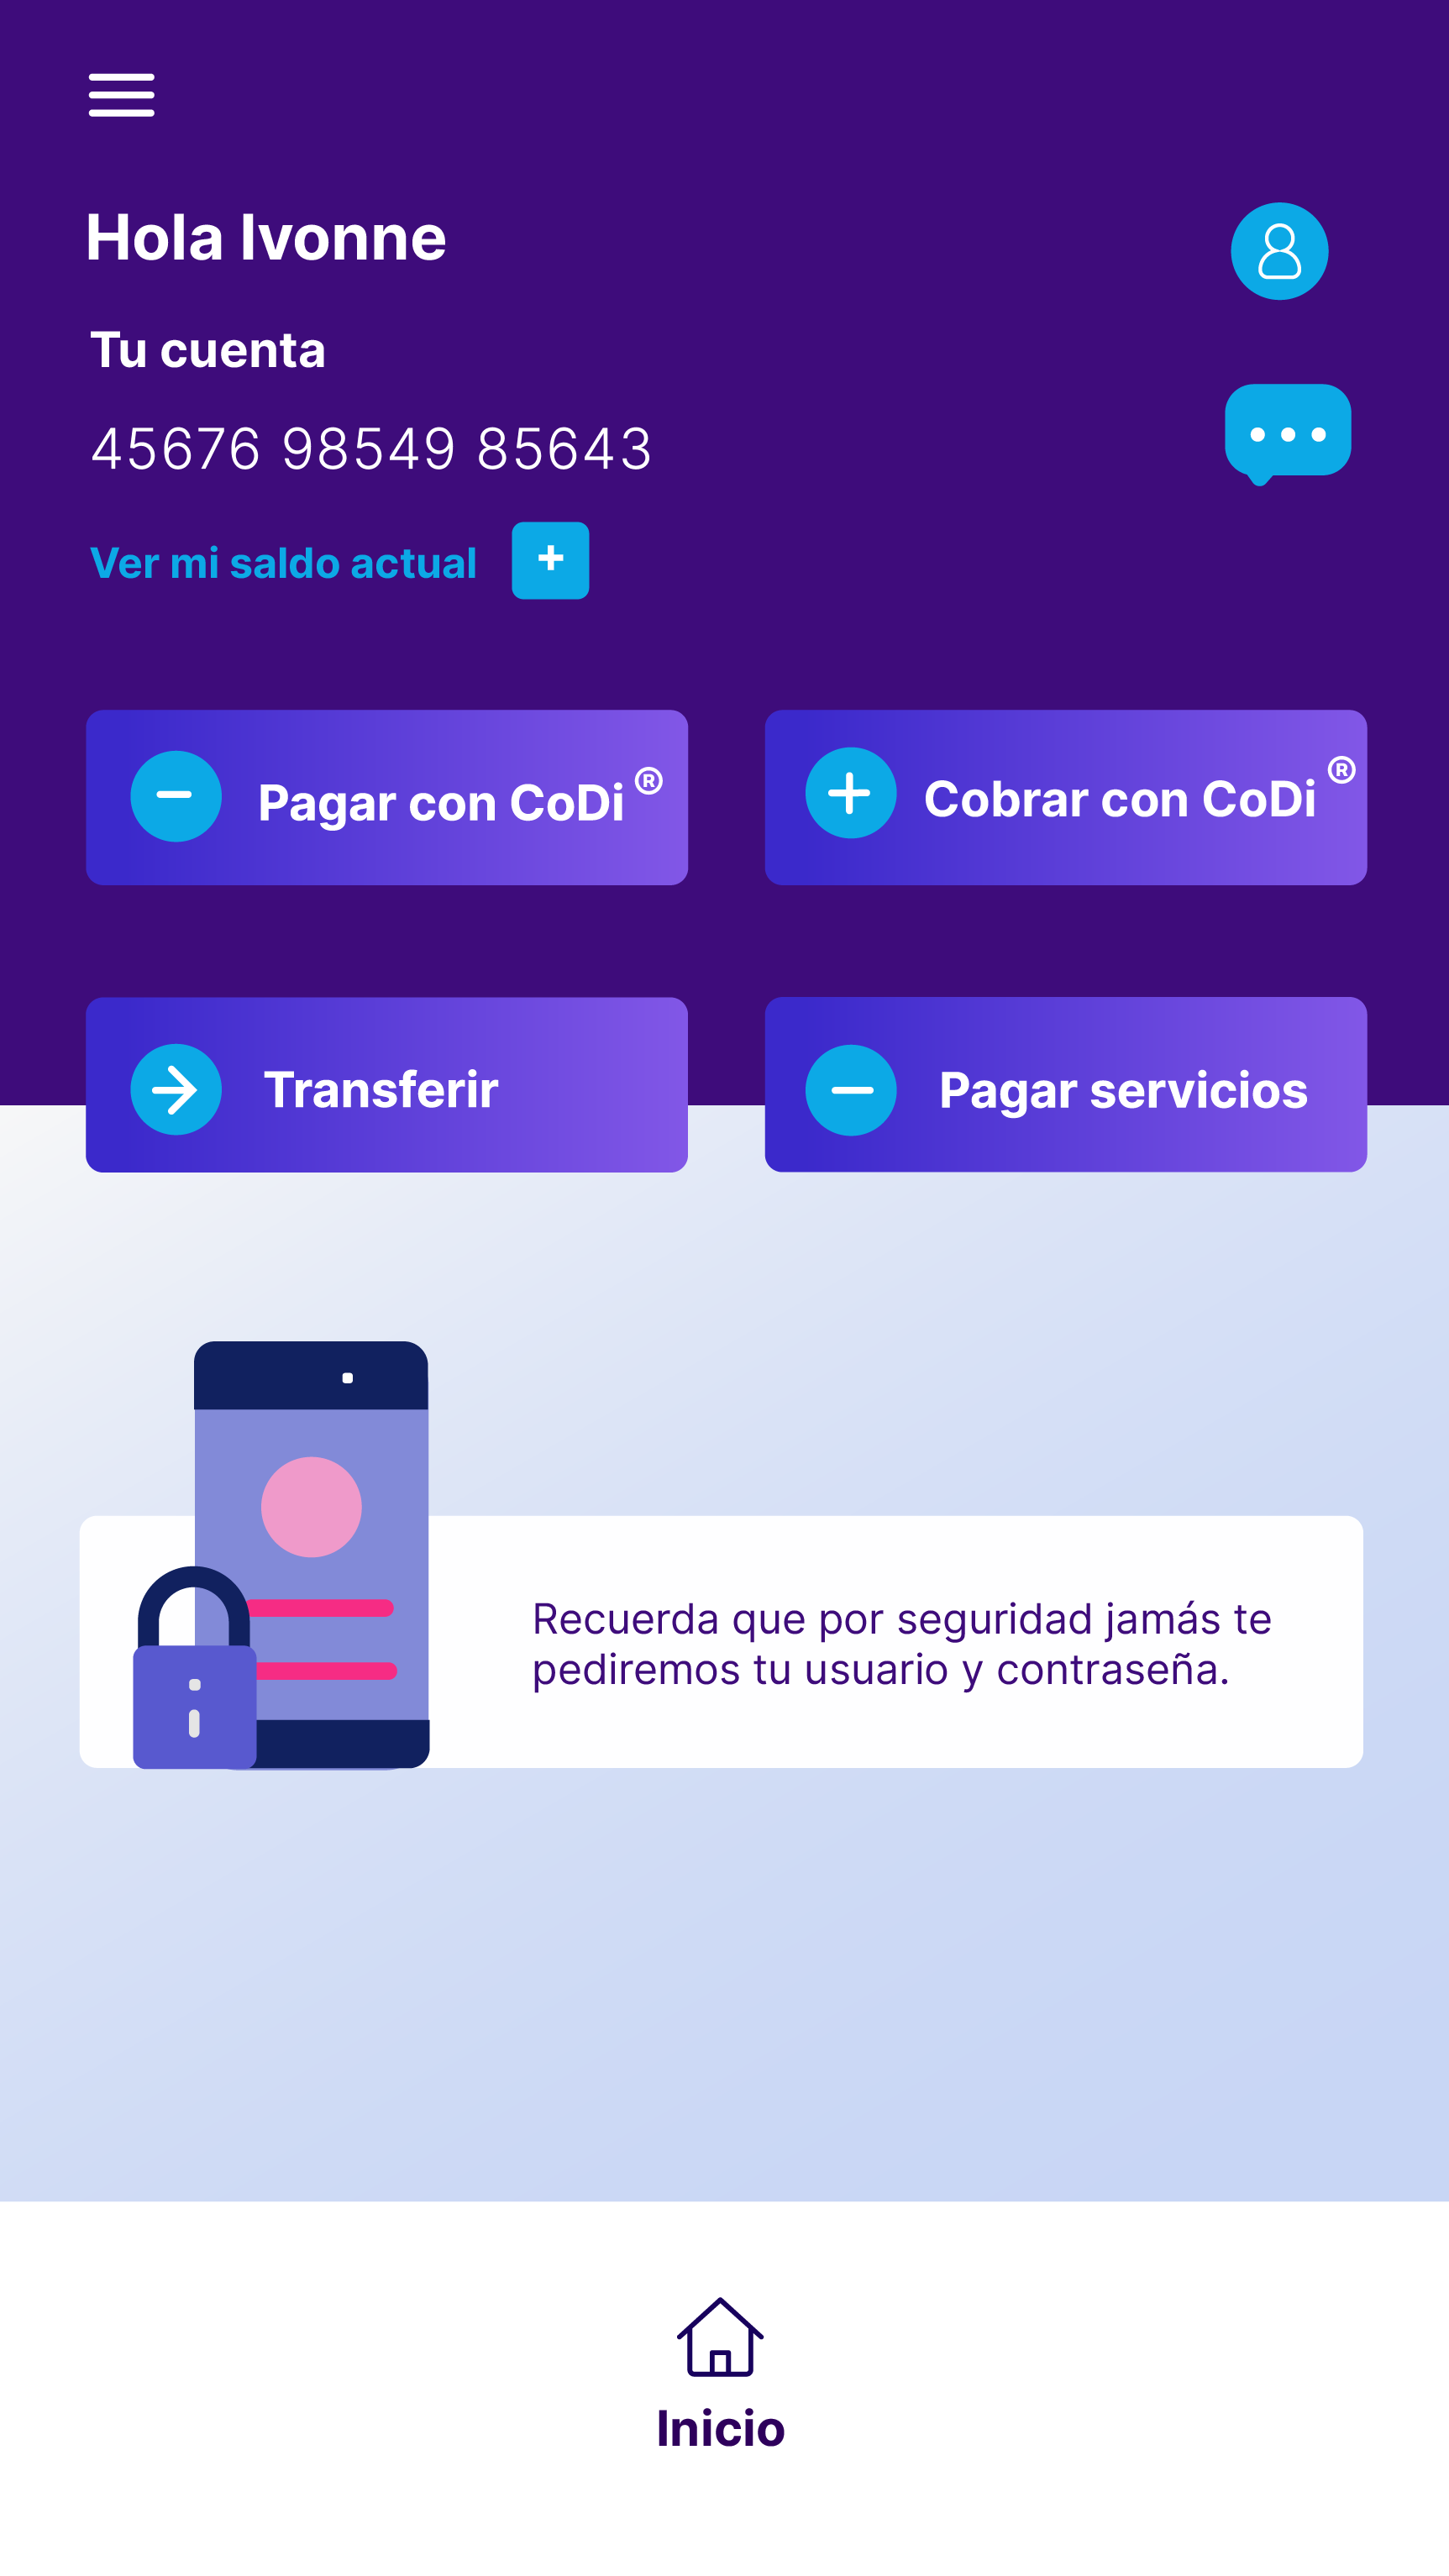 Hola Ivonne
Tu cuenta
45676 98549 85643
Ver mi saldo actual
Pagar con CoDi ®
Cobrar con CoDi ®
Transferir
Pagar servicios
Recuerda que por seguridad jamás te
pediremos tu usuario y contraseña.
Inicio